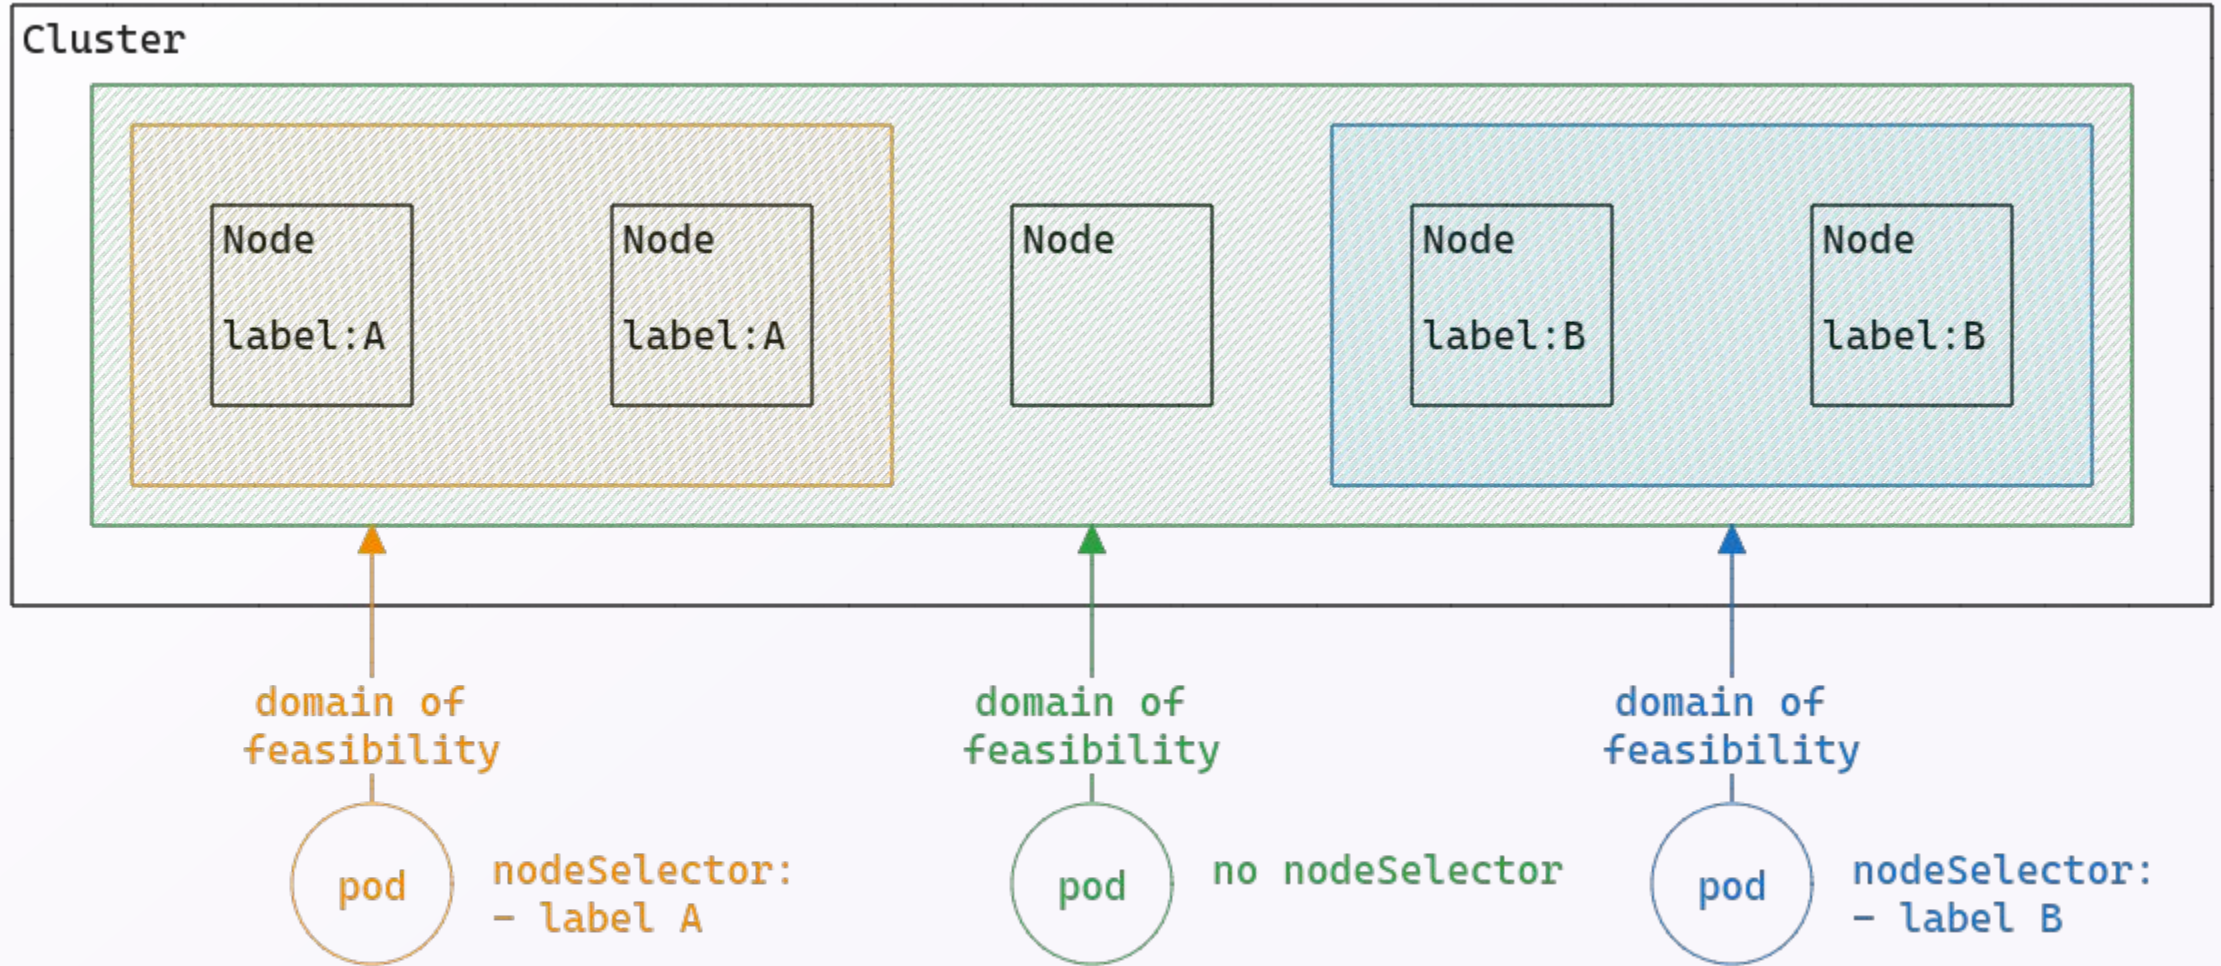 Cluster
Node
label:A
Node
label:A
Node
Node
label:B
Node
label:B
domain of
feasibility
domain of
feasibility
domain of
feasibility
pod
nodeSelector:
- label A
pod
no nodeSelector
pod
nodeSelector:
- label B